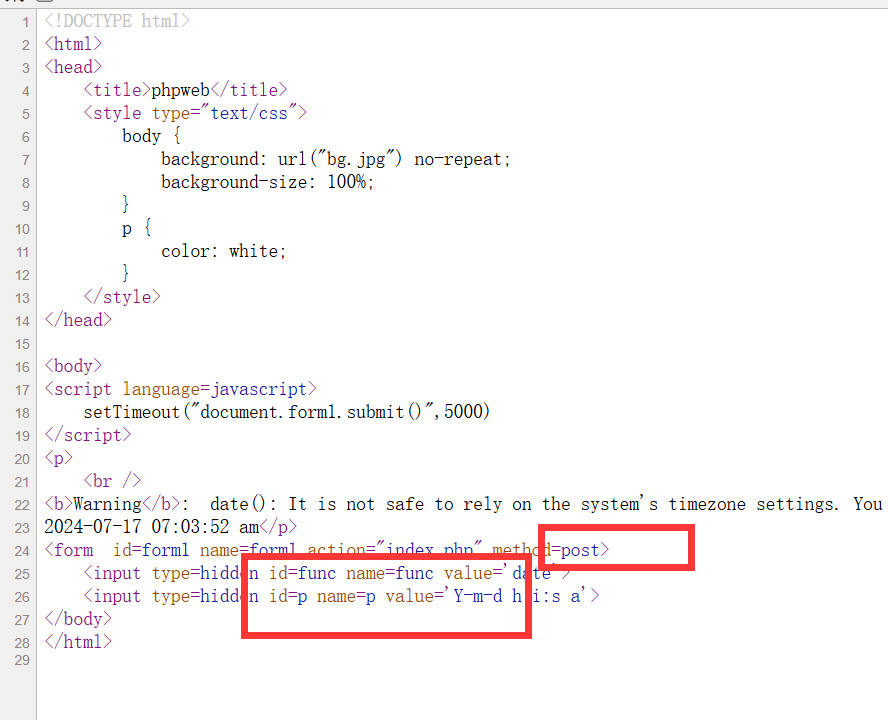 1 <!DOCTYPE html>
2 <html>
3 <head>
4 <title>phpweb</title>
5 <style type="text/css">
6 body {
7 background: url("bg.jpg") no-repeat;
8 background-size: 100%;
9 }
10 p {
11 color: white;
12 }
13 </style>
14 </head>
15
16 <body>
17 <script language=javascript>
18 setTimeout("document.form1.submit()",5000)
19 </script>
20 <p>
21 <br />
22 <b>Warning</b>:  date(): It is not safe to rely on the system's timezone settings. You
23 2024-07-17 07:03:52 am</p>
24 <form  id=form1 name=form1 action="index.php" method=post>
25 <input type=hidden id=func name=func value='date'>
26 <input type=hidden id=p name=p value='Y-m-d h:i:s a'>
27 </body>
28 </html>
29